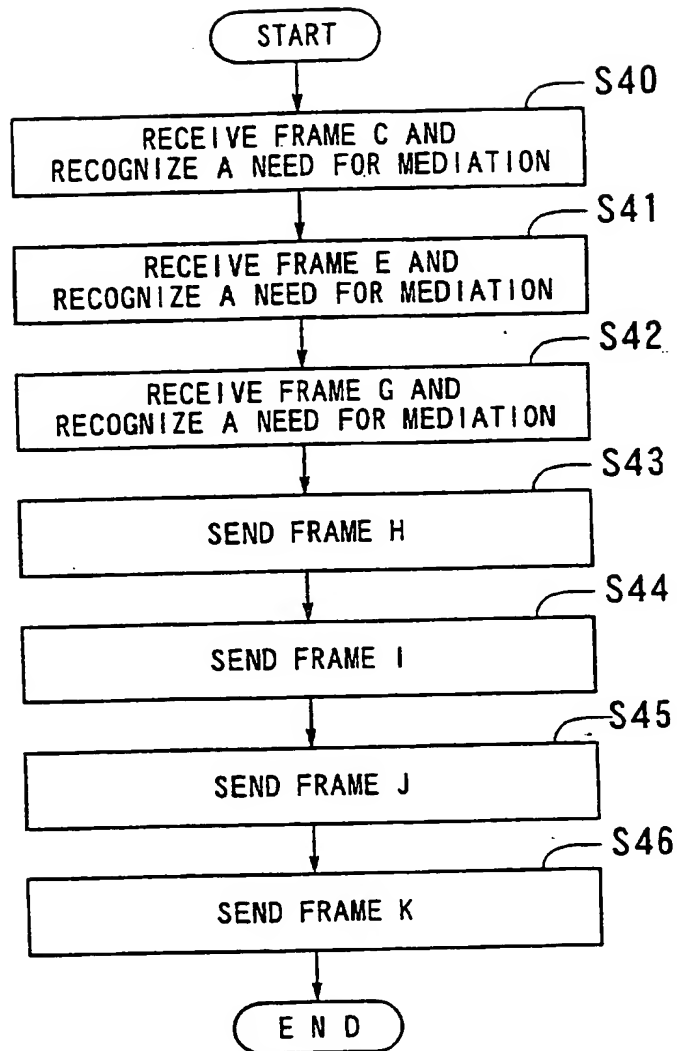 START
S40
RECEIVE FRAME C AND
RECOGNIZE A NEED FOR MEDIATION
S41
RECEIVE FRAME E AND
RECOGNIZE A NEED FOR MEDIATION
S42
RECEIVE FRAME G AND
RECOGNIZE A NEED FOR MEDIATION
S43
SEND FRAME H
S44
SEND FRAME I
S45
SEND FRAME J
S46
SEND FRAME K
END